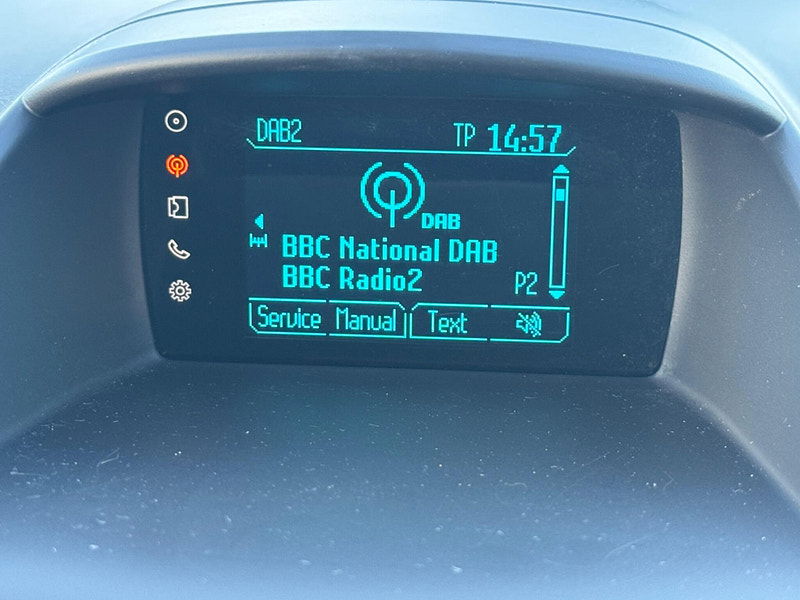 DAB2 TP 14:57
DAB
BBC National DAB
BBC Radio2 P2
Service Manual Text